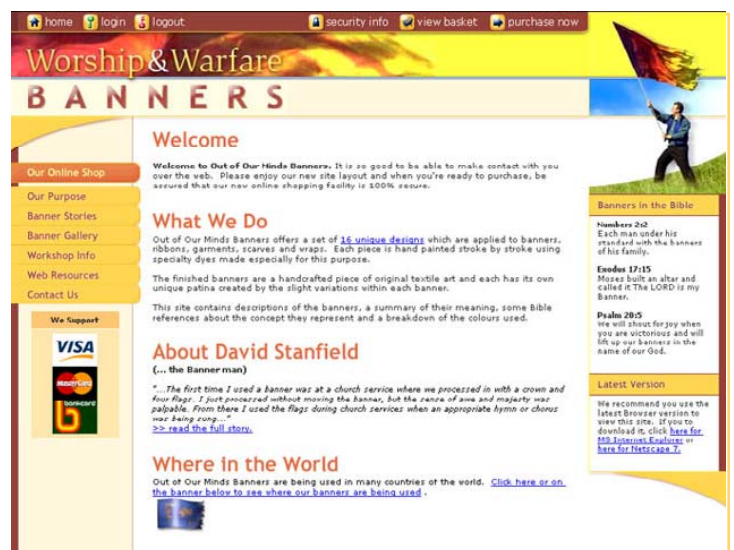 home login logout security info view basket purchase now
Worship&Warfare
BANNERS
Our Online Shop
Our Purpose
Banner Stories
Banner Gallery
Workshop Info
Web Resources
Contact Us
We Support
VISA
MasterCard
bankcard
b
Welcome
Welcome to Out of Our Minds Banners. It is so good to be able to make contact with you
over the web. Please enjoy our new site layout and when you're ready to purchase, be
assured that our new online shopping facility is 100% secure.
What We Do
Out of Our Minds Banners offers a set of 16 unique designs which are applied to banners,
ribbons, garments, scarves and wraps. Each piece is hand painted stroke by stroke using
specialty dyes made especially for this purpose.
The finished banners are a handcrafted piece of original textile art and each has its own
unique patina created by the slight variations within each banner.
This site contains descriptions of the banners, a summary of their meaning, some Bible
references about the concept they represent and a breakdown of the colours used.
About David Stanfield
(... the Banner man)
"...The first time I used a banner was at a church service where we processed in with a crown and
four flags. I just processed without moving the banner, but the sense of awe and majesty was
palpable. From there I used the flags during church services when an appropriate hymn or chorus
was being sung..."
>> read the full story.
Where in the World
Out of Our Minds Banners are being used in many countries of the world. Click here or on
the banner below to see where our banners are being used .
Banners in the Bible
Numbers 2:2
Each man under his
standard with the banners
of his family.
Exodus 17:15
Moses built an altar and
called it The LORD is my
Banner.
Psalm 20:5
We will shout for joy when
you are victorious and will
lift up our banners in the
name of our God.
Latest Version
We recommend you use the
latest Browser version to
view this site. If you to
download it, click here for
MS Internet Explorer or
here for Netscape 7.